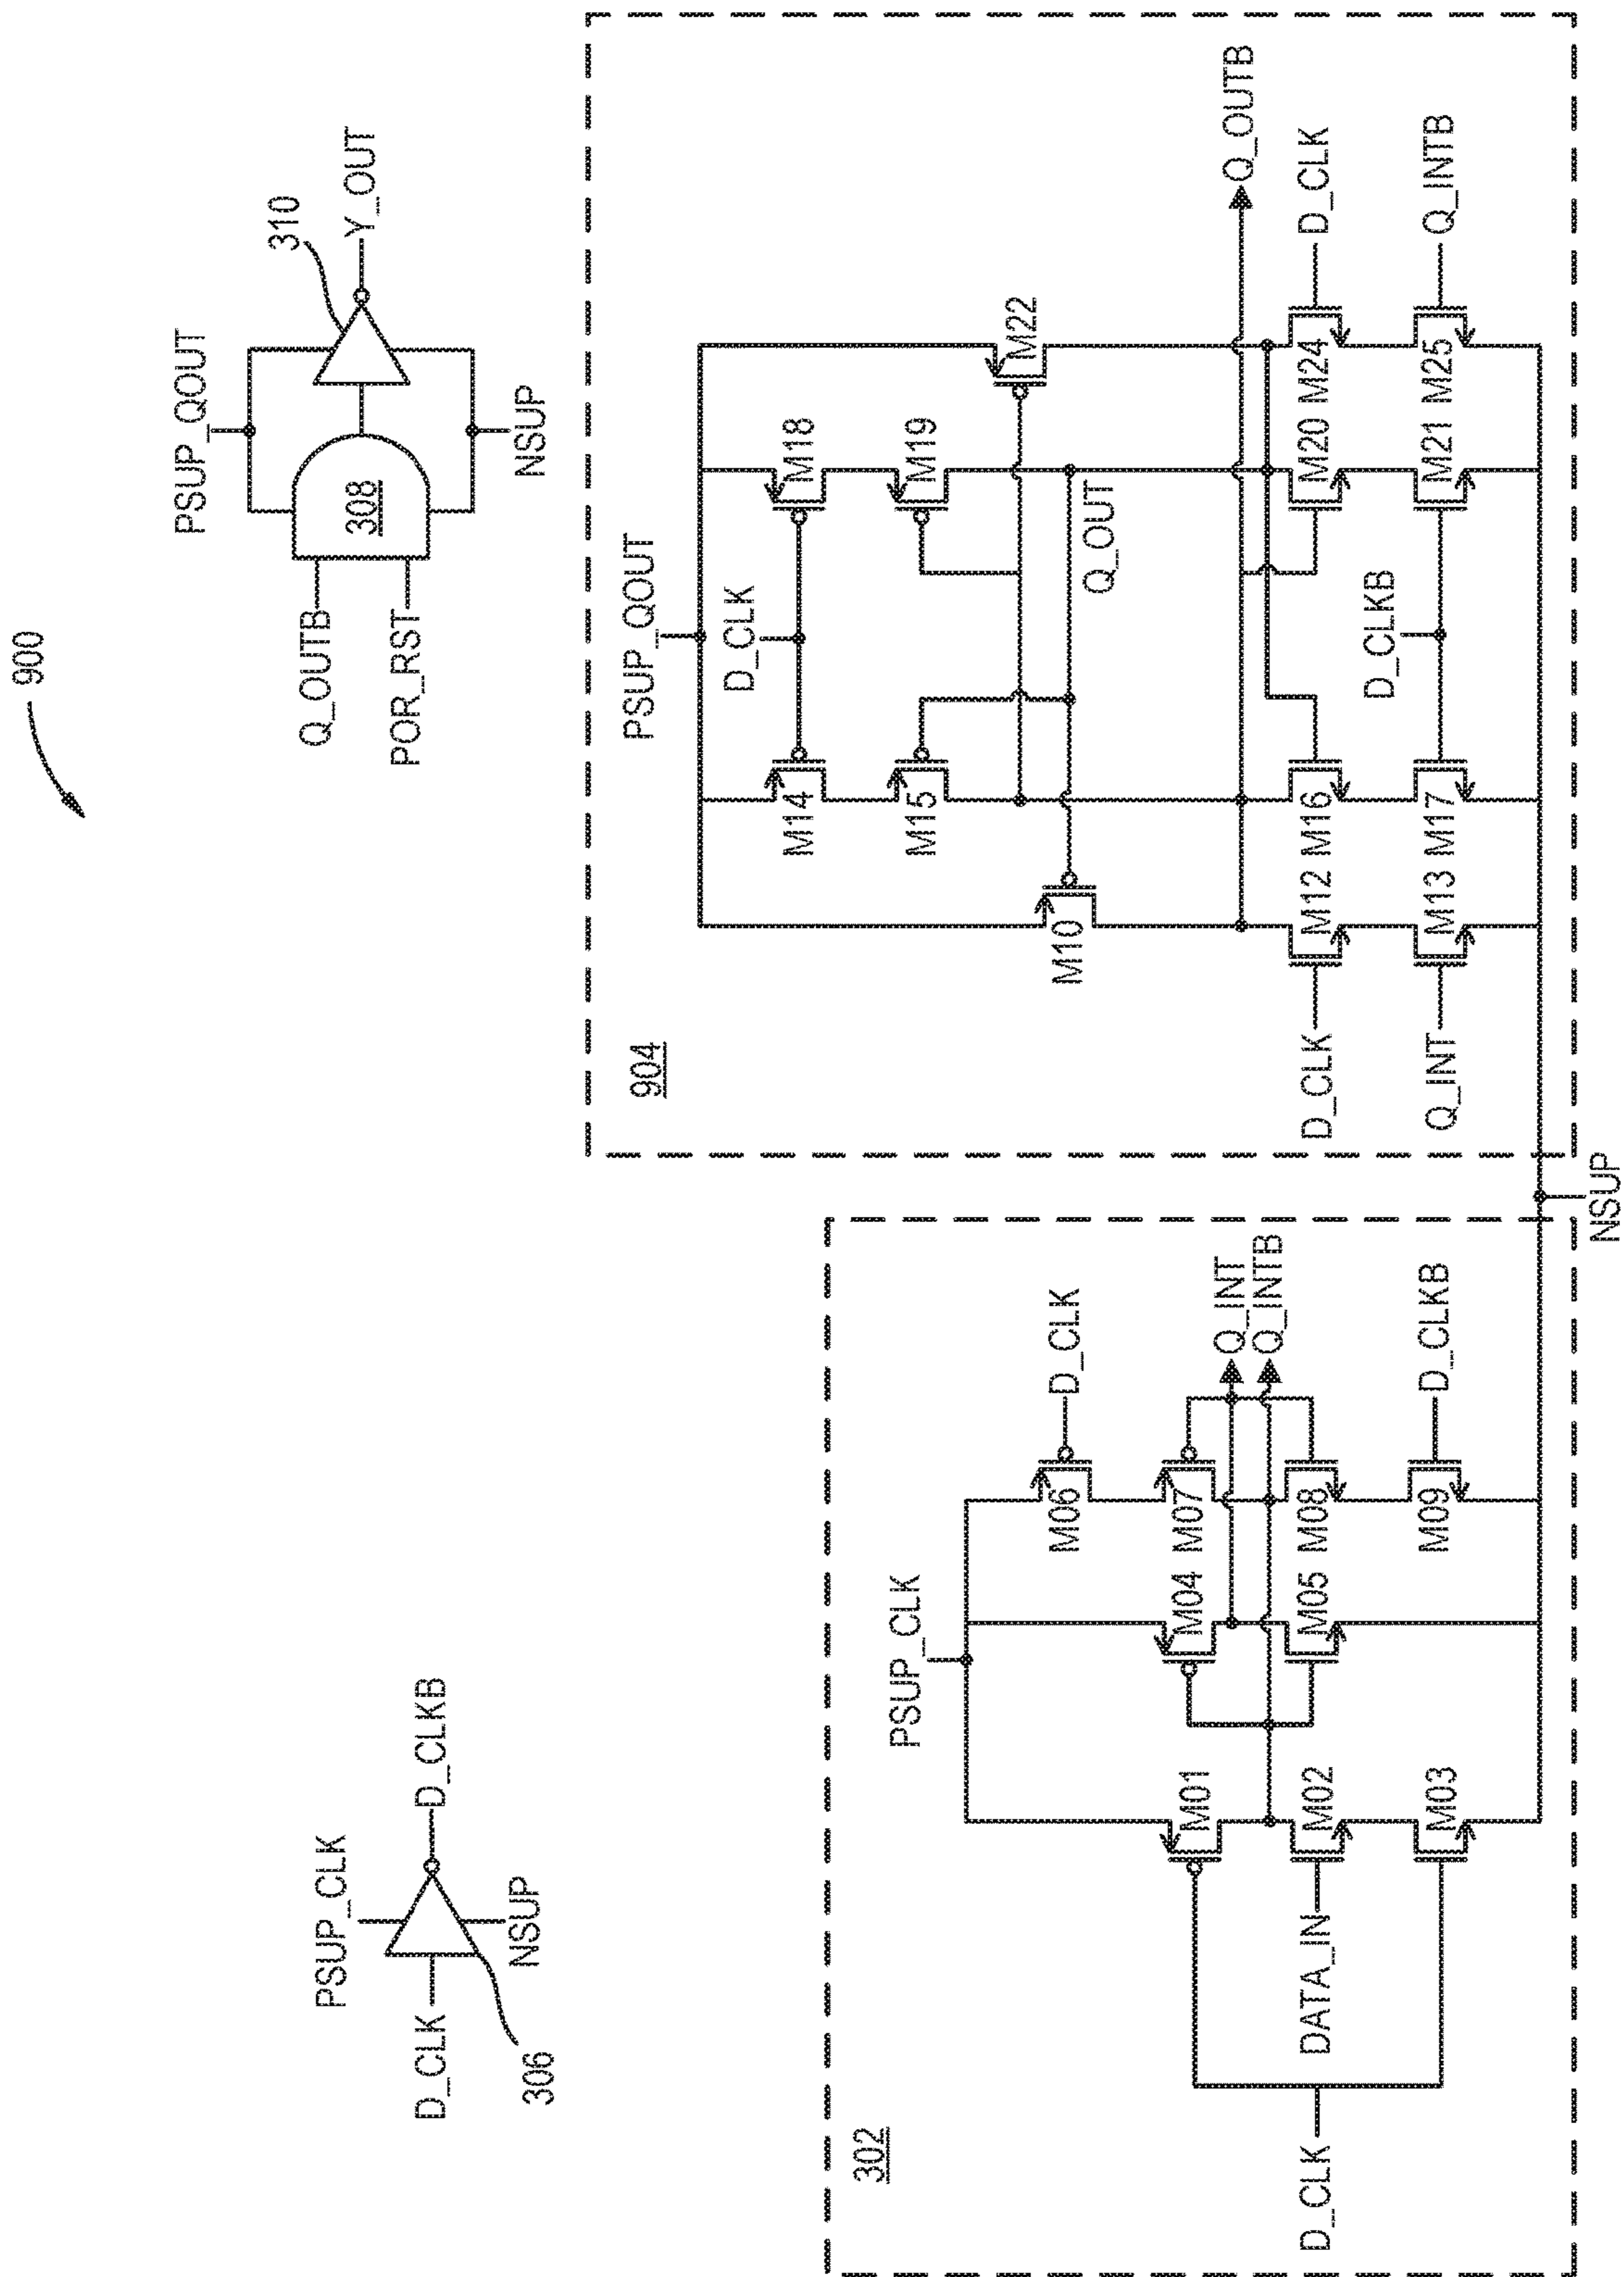 900
PSUP_CLK
D_CLK
D_CLKB
NSUP
306
PSUP_QOUT
Q_OUTB
POR_RST
308
310
Y_OUT
NSUP
302
PSUP_CLK
D_CLK
M06
M01
M04
M07
Q_INT
Q_INTB
D_CLK
DATA_IN
M02
M05
M08
M03
M09
D_CLKB
904
PSUP_QOUT
D_CLK
M14
M18
M15
M19
M10
M22
Q_OUT
Q_OUTB
D_CLK
M12
M16
M20
M24
D_CLK
D_CLKB
Q_INT
M13
M17
M21
M25
Q_INTB
NSUP